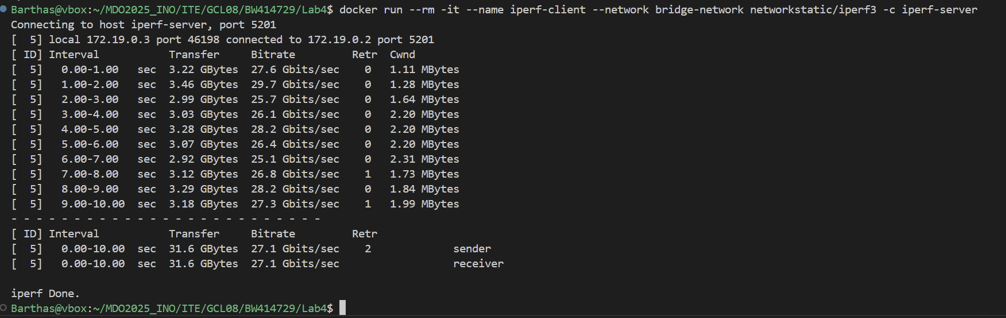 Barthas@vbox:~/MDO2025_INO/ITE/GCL08/BW414729/Lab4$ docker run --rm -it --name iperf-client --network bridge-network networkstatic/iperf3 -c iperf-server
Connecting to host iperf-server, port 5201
[  5] local 172.19.0.3 port 46198 connected to 172.19.0.2 port 5201
[ ID] Interval           Transfer     Bitrate         Retr  Cwnd
[  5]   0.00-1.00   sec  3.22 GBytes  27.6 Gbits/sec    0   1.11 MBytes
[  5]   1.00-2.00   sec  3.46 GBytes  29.7 Gbits/sec    0   1.28 MBytes
[  5]   2.00-3.00   sec  2.99 GBytes  25.7 Gbits/sec    0   1.64 MBytes
[  5]   3.00-4.00   sec  3.03 GBytes  26.1 Gbits/sec    0   2.20 MBytes
[  5]   4.00-5.00   sec  3.28 GBytes  28.2 Gbits/sec    0   2.20 MBytes
[  5]   5.00-6.00   sec  3.07 GBytes  26.4 Gbits/sec    0   2.20 MBytes
[  5]   6.00-7.00   sec  2.92 GBytes  25.1 Gbits/sec    0   2.31 MBytes
[  5]   7.00-8.00   sec  3.12 GBytes  26.8 Gbits/sec    1   1.73 MBytes
[  5]   8.00-9.00   sec  3.29 GBytes  28.2 Gbits/sec    0   1.84 MBytes
[  5]   9.00-10.00  sec  3.18 GBytes  27.3 Gbits/sec    1   1.99 MBytes
- - - - - - - - - - - - - - - - - - - - - - - - -
[ ID] Interval           Transfer     Bitrate         Retr
[  5]   0.00-10.00  sec  31.6 GBytes  27.1 Gbits/sec    2             sender
[  5]   0.00-10.00  sec  31.6 GBytes  27.1 Gbits/sec                  receiver
iperf Done.
Barthas@vbox:~/MDO2025_INO/ITE/GCL08/BW414729/Lab4$